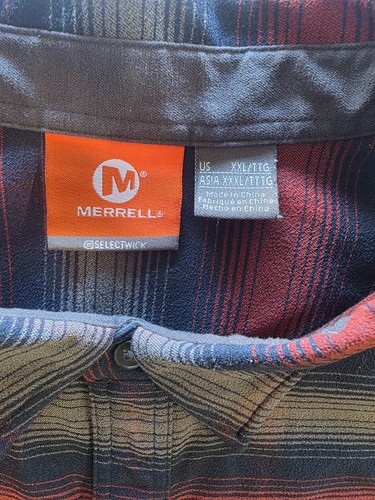 M®
MERRELL®
SELECTWICK
US XXL/TTG
ASIA XXXL/TTTG
Made in China
Fabriqué en Chine
Hecho en China